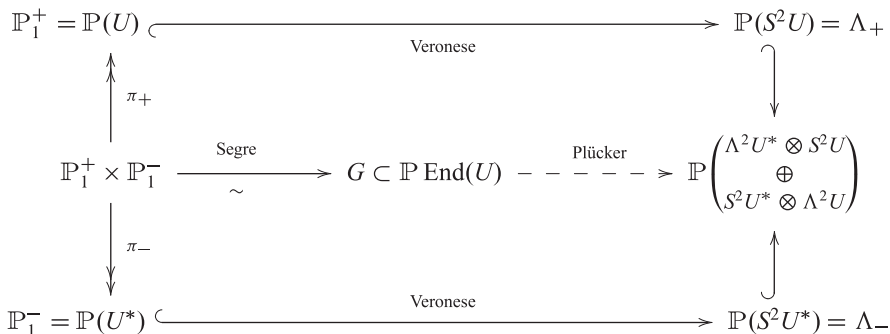 ℙ₁⁺ = ℙ(U) Veronese ℙ(S²U) = Λ₊
π₊
ℙ₁⁺ × ℙ₁⁻ Segre ∼ G ⊂ ℙ End(U) Plücker ℙ(Λ²U* ⊗ S²U ⊕ S²U* ⊗ Λ²U)
π₋
ℙ₁⁻ = ℙ(U*) Veronese ℙ(S²U*) = Λ₋